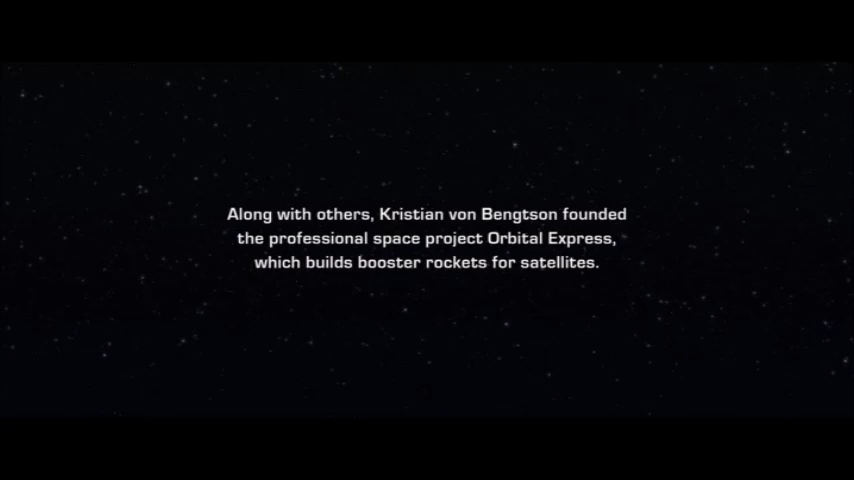 Along with others, Kristian von Bengtson founded
the professional space project Orbital Express,
which builds booster rockets for satellites.